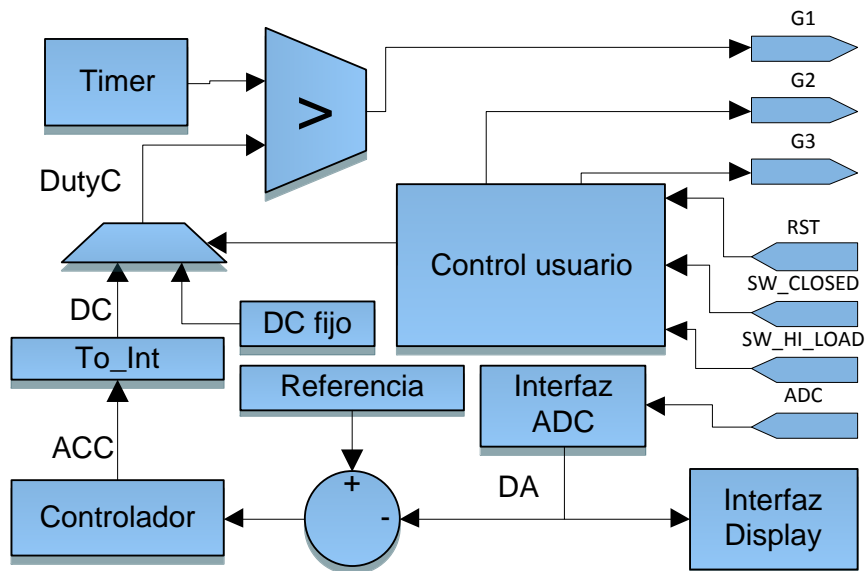 G1
Timer
>
G2
G3
DutyC
RST
Control usuario
SW_CLOSED
DC
DC fijo
SW_HI_LOAD
To_Int
Referencia
Interfaz
ADC
ADC
ACC
DA
+
-
Controlador
Interfaz
Display